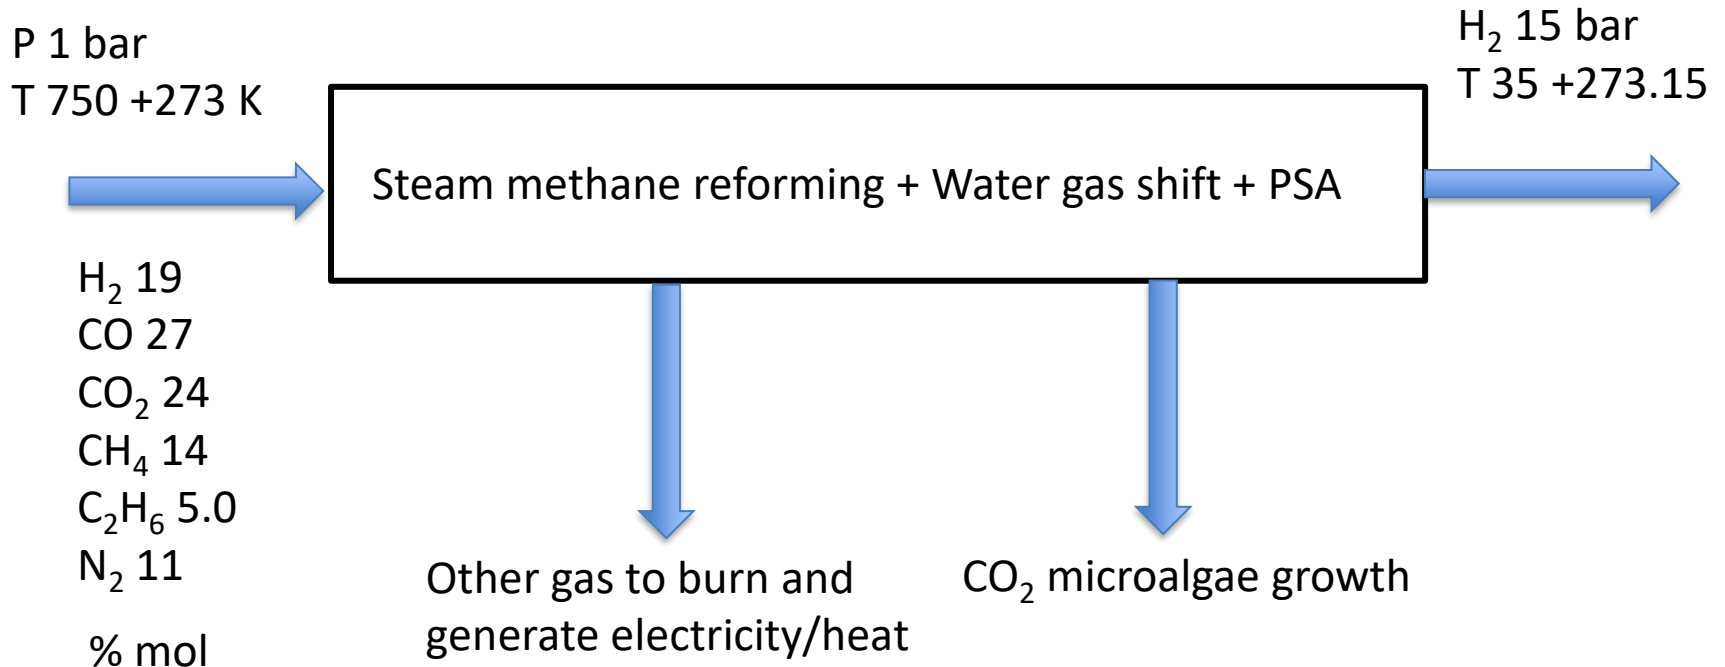 P 1 bar
T 750 +273 K
H₂ 15 bar
T 35 +273.15
Steam methane reforming + Water gas shift + PSA
H₂ 19
CO 27
CO₂ 24
CH₄ 14
C₂H₆ 5.0
N₂ 11
% mol
Other gas to burn and
generate electricity/heat
CO₂ microalgae growth